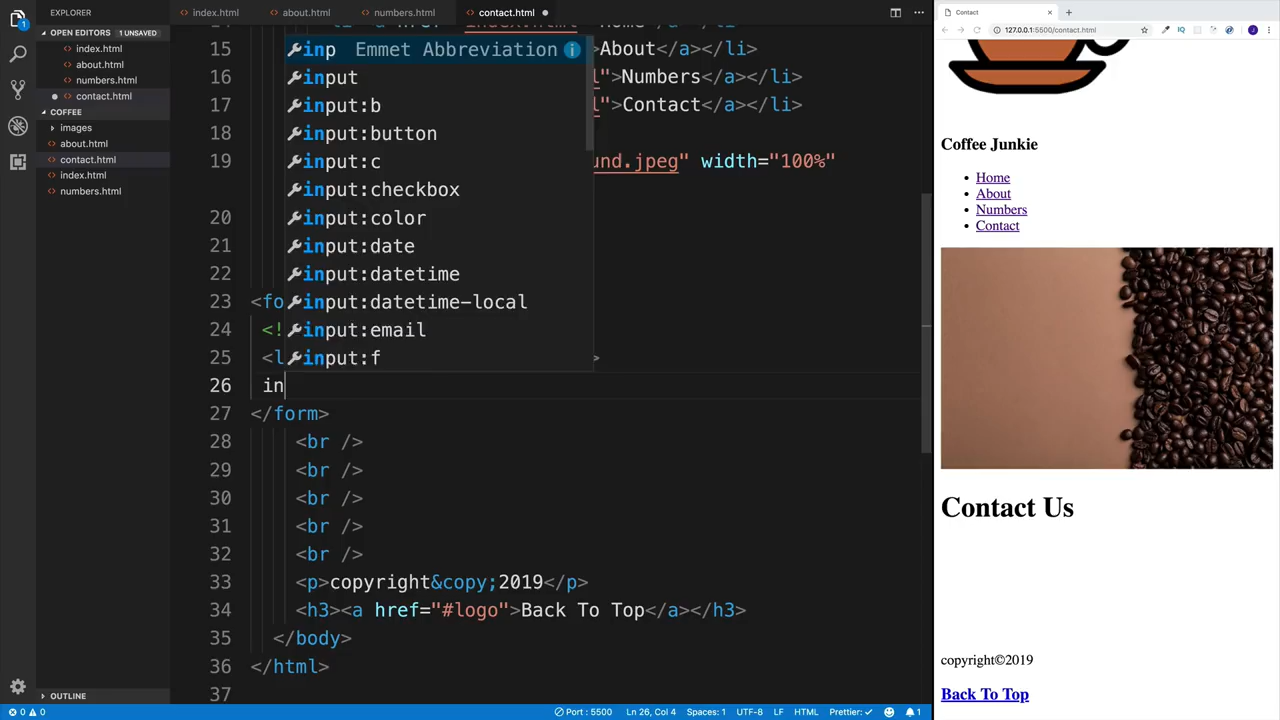 EXPLORER
OPEN EDITORS 1 UNSAVED
index.html
about.html
numbers.html
contact.html
COFFEE
images
about.html
contact.html
index.html
numbers.html
OUTLINE
index.html about.html numbers.html contact.html
15 About</a></li>
16 ">Numbers</a></li>
17 ">Contact</a></li>
18
19 und.jpeg" width="100%"
20
21
22
23 <fo
24 <!
25 <l >
26 in
27 </form>
28 <br />
29 <br />
30 <br />
31 <br />
32 <br />
33 <p>copyright&copy;2019</p>
34 <h3><a href="#logo">Back To Top</a></h3>
35 </body>
36 </html>
37
inp Emmet Abbreviation
input
input:b
input:button
input:c
input:checkbox
input:color
input:date
input:datetime
input:datetime-local
input:email
input:f
0 0 Port : 5500 Ln 26, Col 4 Spaces: 1 UTF-8 LF HTML Prettier: ✓ 1
Contact
127.0.0.1:5500/contact.html
Coffee Junkie
Home
About
Numbers
Contact
Contact Us
copyright©2019
Back To Top